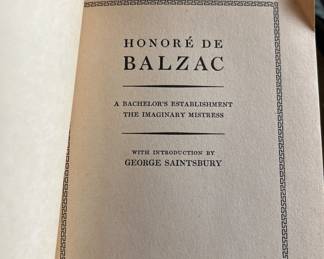 HONORÉ DE
BALZAC
A BACHELOR'S ESTABLISHMENT
THE IMAGINARY MISTRESS
WITH INTRODUCTION BY
GEORGE SAINTSBURY